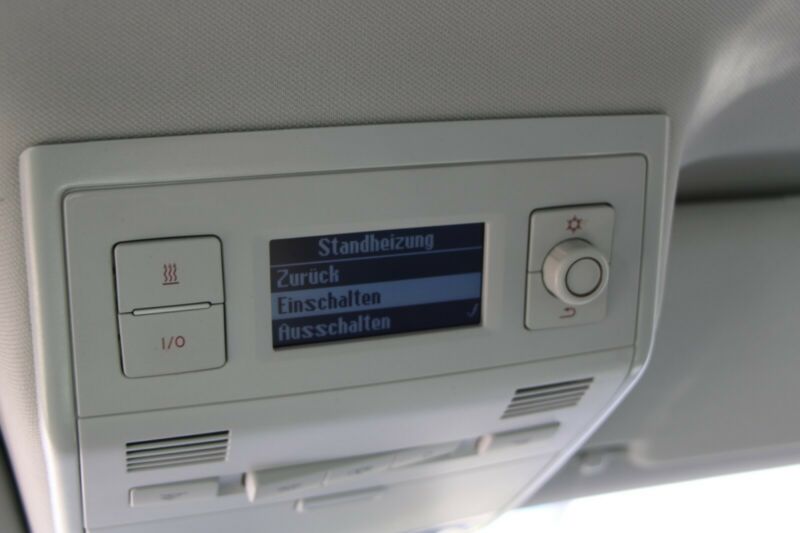 Standheizung
Zurück
Einschalten
Ausschalten
I/O